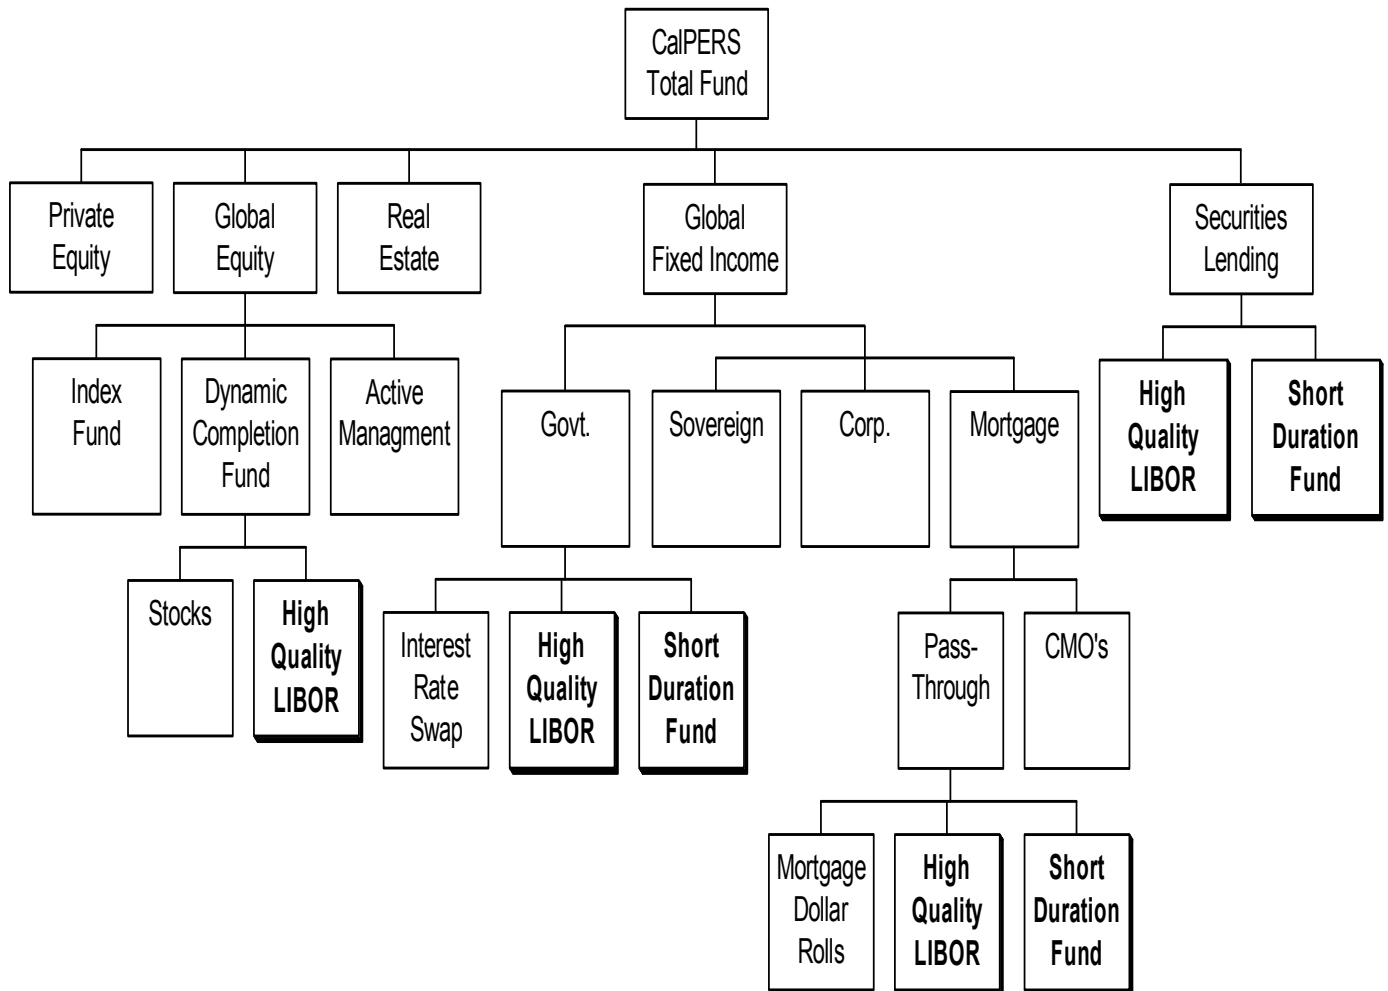 CalPERS
Total Fund
Private
Equity
Global
Equity
Real
Estate
Global
Fixed Income
Securities
Lending
Index
Fund
Dynamic
Completion
Fund
Active
Managment
Govt.
Sovereign
Corp.
Mortgage
High
Quality
LIBOR
Short
Duration
Fund
Stocks
High
Quality
LIBOR
Interest
Rate
Swap
High
Quality
LIBOR
Short
Duration
Fund
Pass-
Through
CMO's
Mortgage
Dollar
Rolls
High
Quality
LIBOR
Short
Duration
Fund